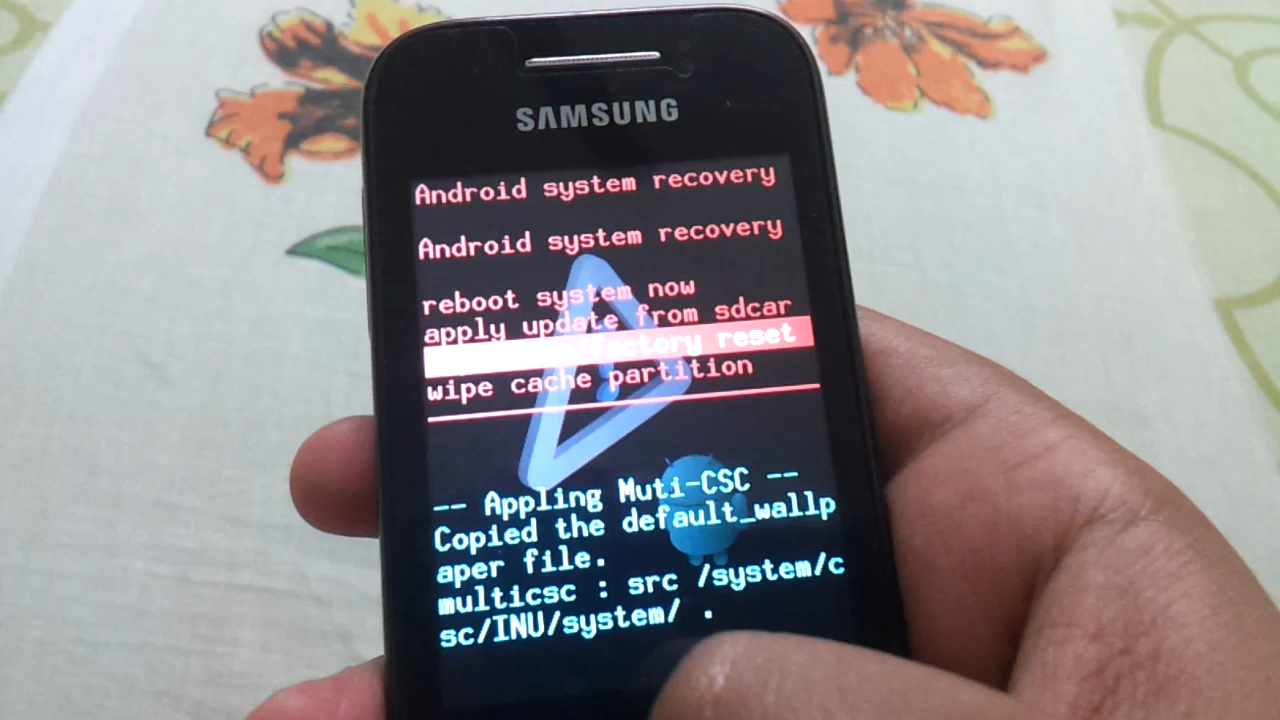 SAMSUNG
Android system recovery
Android system recovery
reboot system now
apply update from sdcar
/factory reset
wipe cache partition
-- Appling Muti-CSC --
Copied the default_wallp
aper file.
multicsc : src /system/c
sc/INU/system/ .